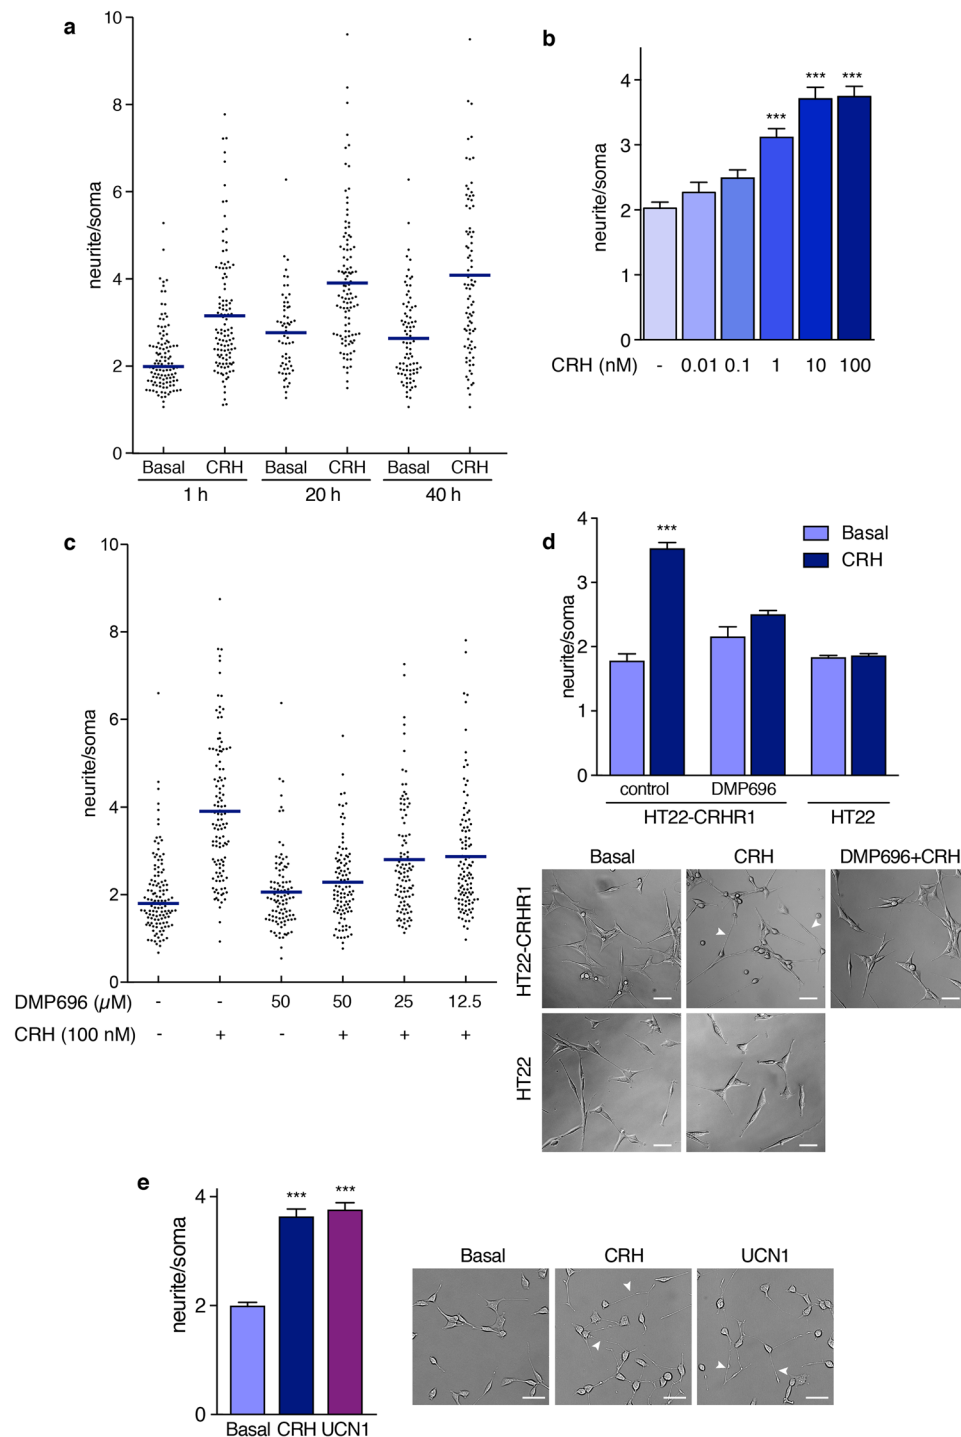 a
10
8
6
4
2
0
neurite/soma
Basal CRH Basal CRH Basal CRH
1 h 20 h 40 h
b
4
3
2
1
0
neurite/soma
*** *** ***
CRH (nM) - 0.01 0.1 1 10 100
c
10
8
6
4
2
0
neurite/soma
DMP696 (µM) - - 50 50 25 12.5
CRH (100 nM) - + - + + +
d
4
3
2
1
0
neurite/soma
***
Basal
CRH
control DMP696
HT22-CRHR1 HT22
Basal CRH DMP696+CRH
HT22-CRHR1
HT22
e
4
2
0
neurite/soma
*** ***
Basal CRH UCN1
Basal CRH UCN1